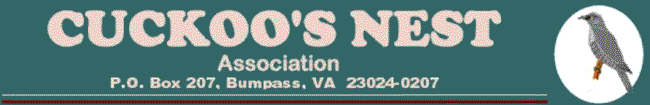 CUCKOO'S NEST
Association
P.O. Box 207, Bumpass, VA 23024-0207